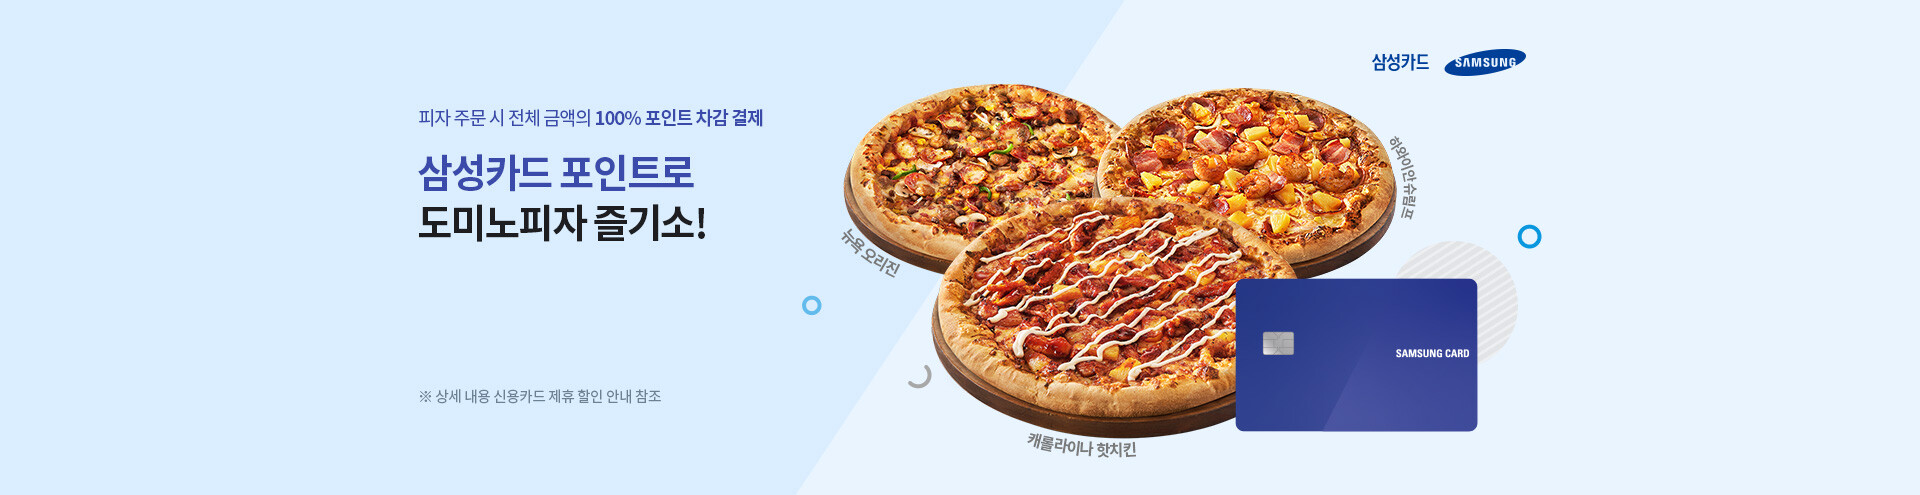 삼성카드 SAMSUNG
피자 주문 시 전체 금액의 100% 포인트 차감 결제
삼성카드 포인트로
도미노피자 즐기소!
뉴욕 오리진
하와이안 슈림프
캐롤라이나 핫치킨
SAMSUNG CARD
※ 상세 내용 신용카드 제휴 할인 안내 참조